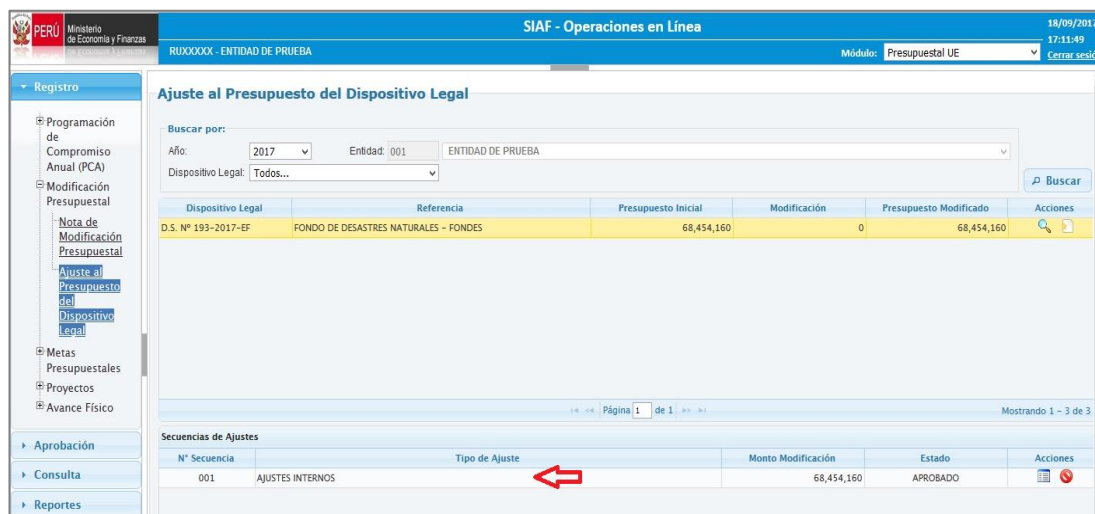 PERÚ Ministerio de Economía y Finanzas
SIAF - Operaciones en Línea
18/09/2017
17:11:49
RUXXXXX - ENTIDAD DE PRUEBA
Módulo: Presupuestal UE
Cerrar sesió
Registro
Programación de Compromiso Anual (PCA)
Modificación Presupuestal
Nota de Modificación Presupuestal
Ajuste al Presupuesto del Dispositivo Legal
Metas Presupuestales
Proyectos
Avance Físico
Aprobación
Consulta
Reportes
Ajuste al Presupuesto del Dispositivo Legal
Buscar por:
Año: 2017 Entidad: 001 ENTIDAD DE PRUEBA
Dispositivo Legal: Todos...
Buscar
Dispositivo Legal Referencia Presupuesto Inicial Modificación Presupuesto Modificado Acciones
D.S. Nº 193-2017-EF FONDO DE DESASTRES NATURALES - FONDES 68,454,160 0 68,454,160
Página 1 de 1
Mostrando 1 - 3 de 3
Secuencias de Ajustes
N° Secuencia Tipo de Ajuste Monto Modificación Estado Acciones
001 AJUSTES INTERNOS 68,454,160 APROBADO